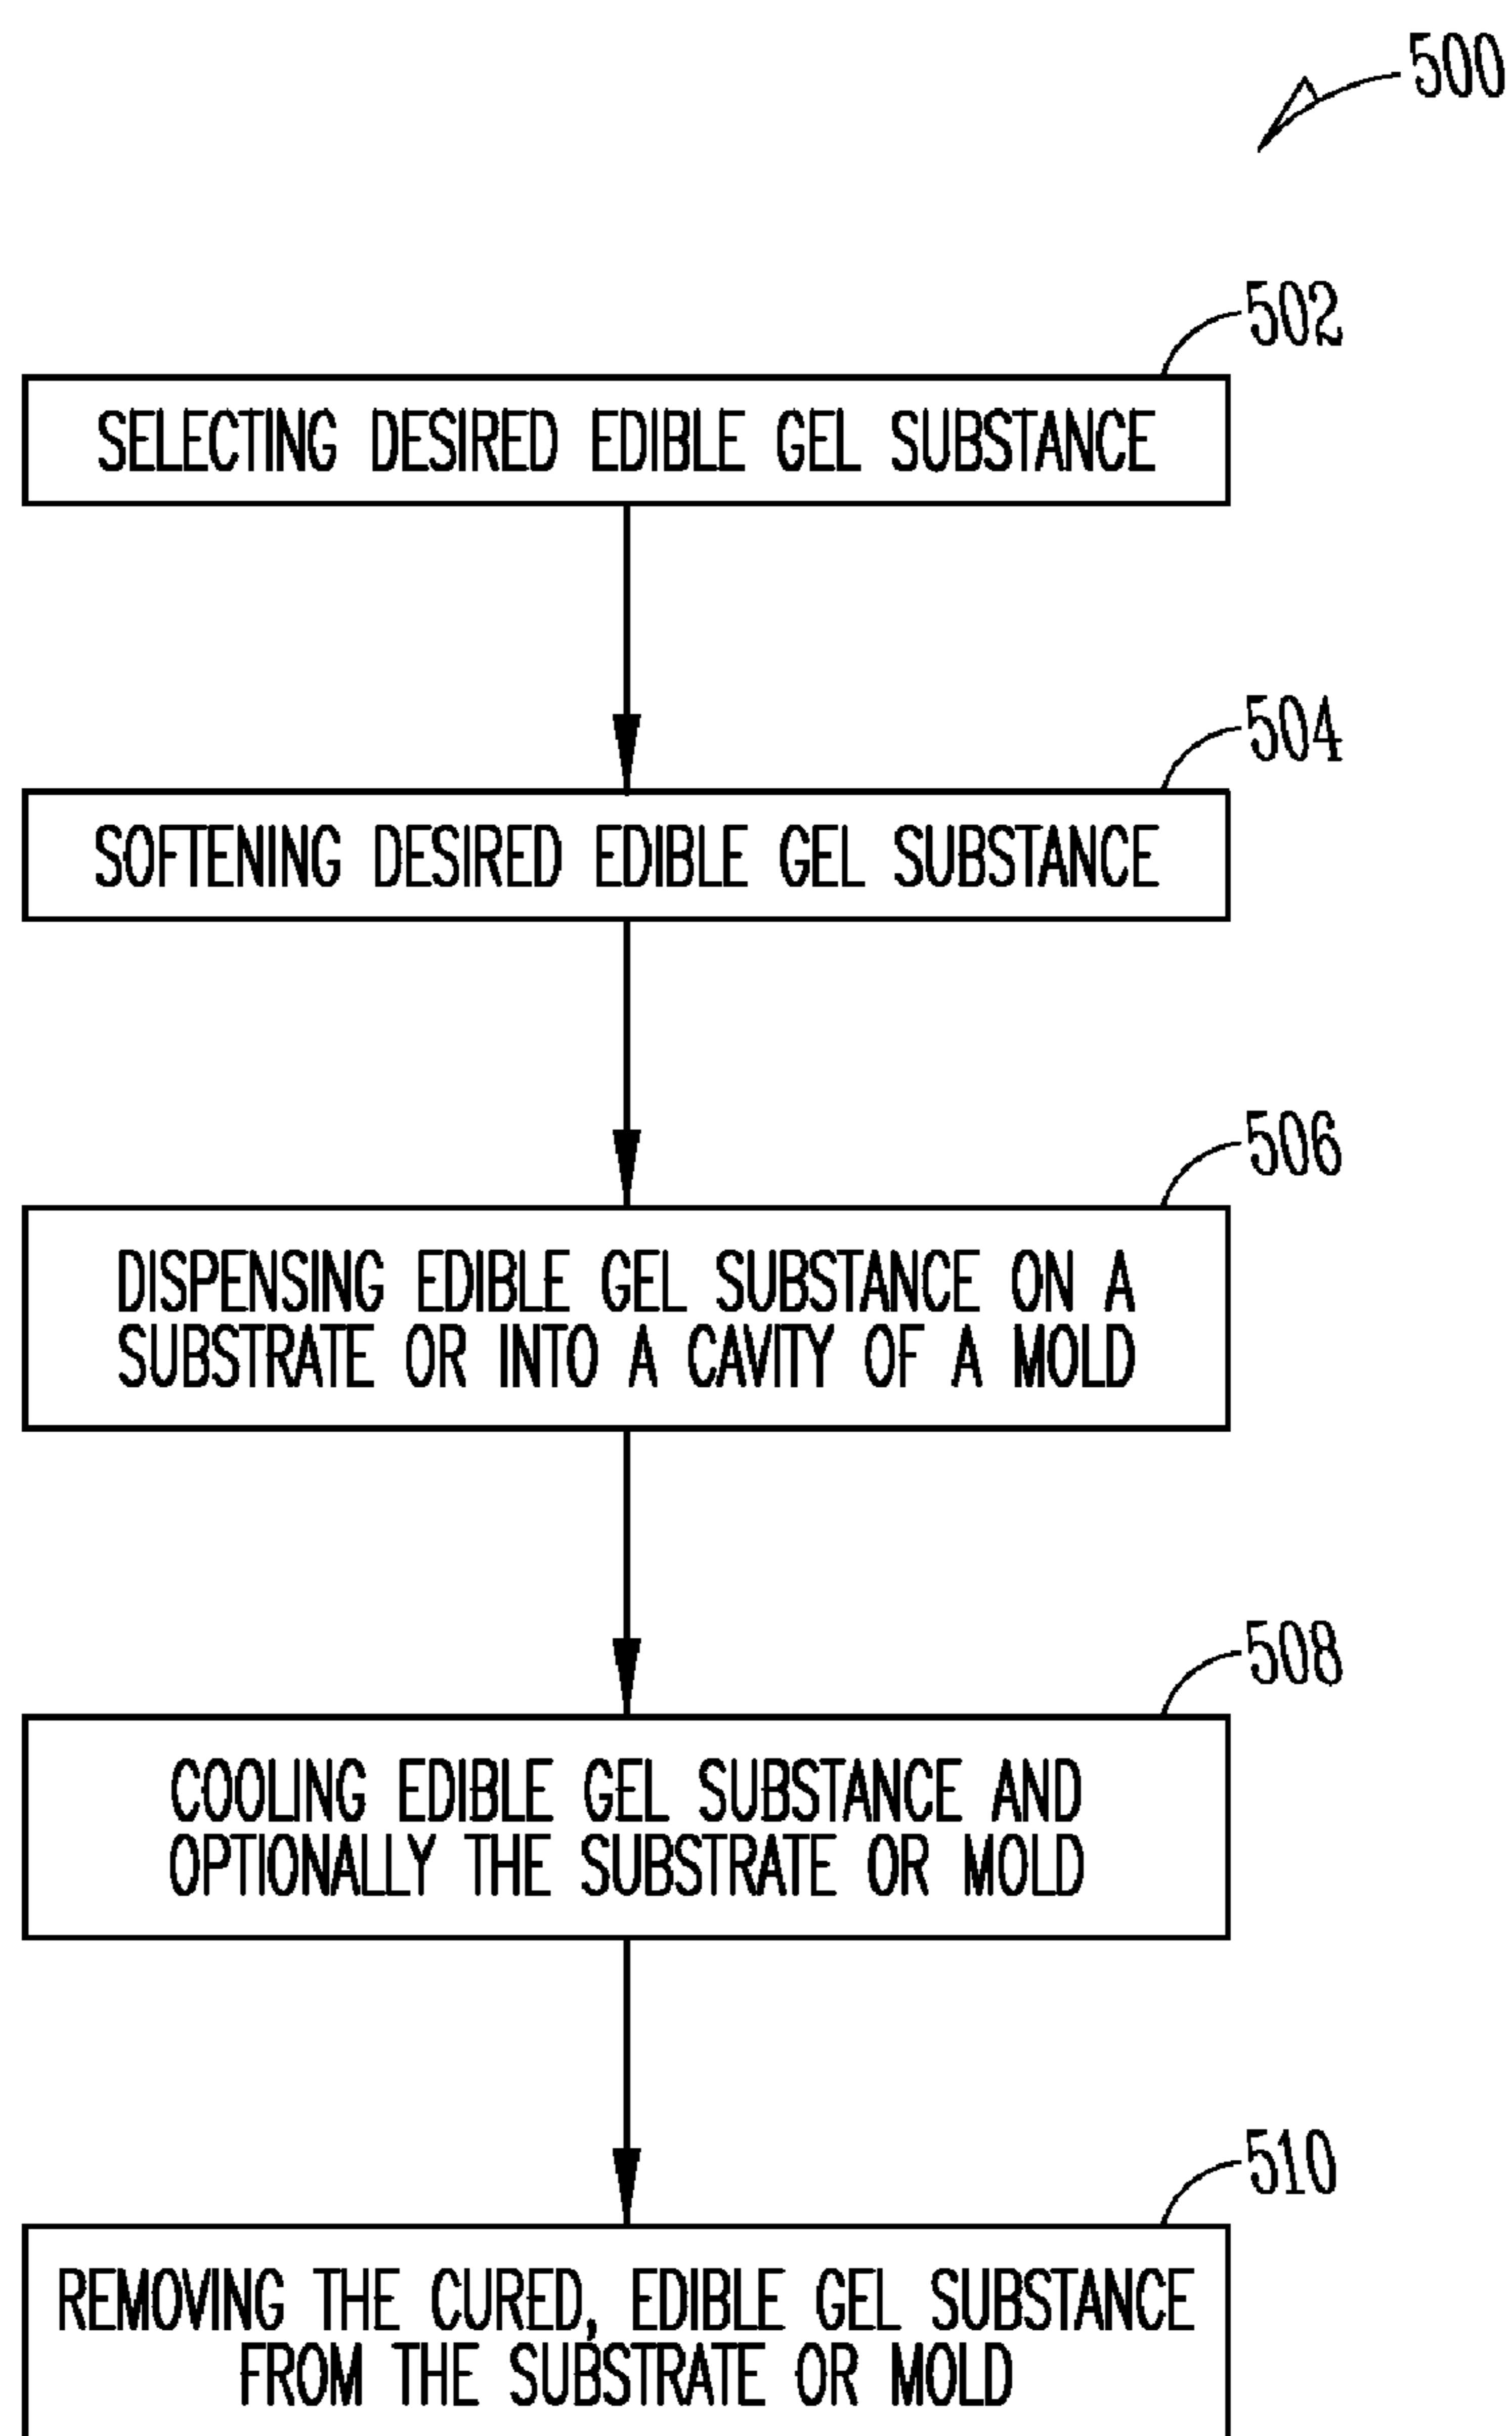 500
502
SELECTING DESIRED EDIBLE GEL SUBSTANCE
504
SOFTENING DESIRED EDIBLE GEL SUBSTANCE
506
DISPENSING EDIBLE GEL SUBSTANCE ON A
SUBSTRATE OR INTO A CAVITY OF A MOLD
508
COOLING EDIBLE GEL SUBSTANCE AND
OPTIONALLY THE SUBSTRATE OR MOLD
510
REMOVING THE CURED, EDIBLE GEL SUBSTANCE
FROM THE SUBSTRATE OR MOLD